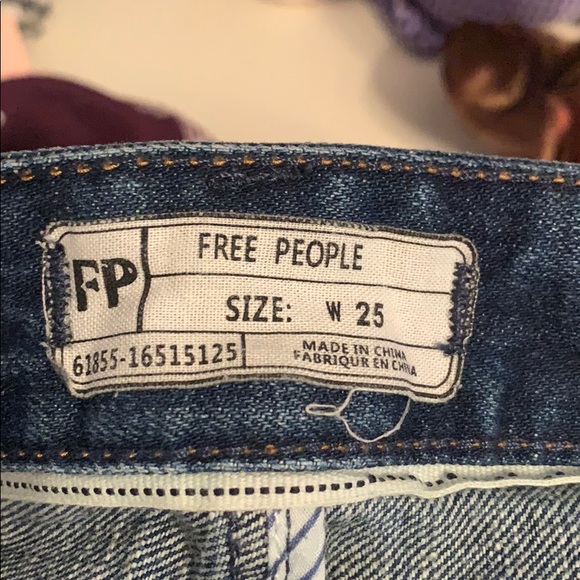 FP
FREE PEOPLE
SIZE: W 25
61855-16515125
MADE IN CHINA
FABRIQUR EN CHINA